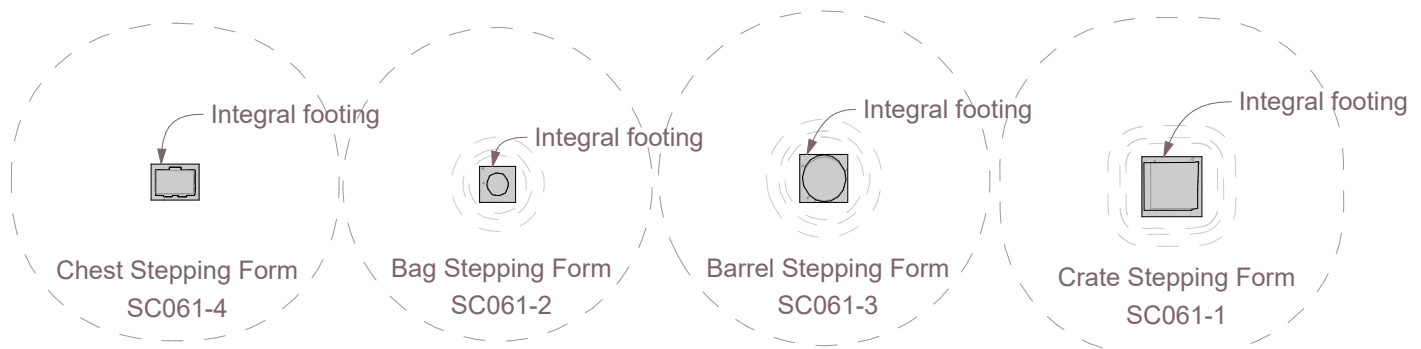 Integral footing
Chest Stepping Form
SC061-4
Integral footing
Bag Stepping Form
SC061-2
Integral footing
Barrel Stepping Form
SC061-3
Integral footing
Crate Stepping Form
SC061-1